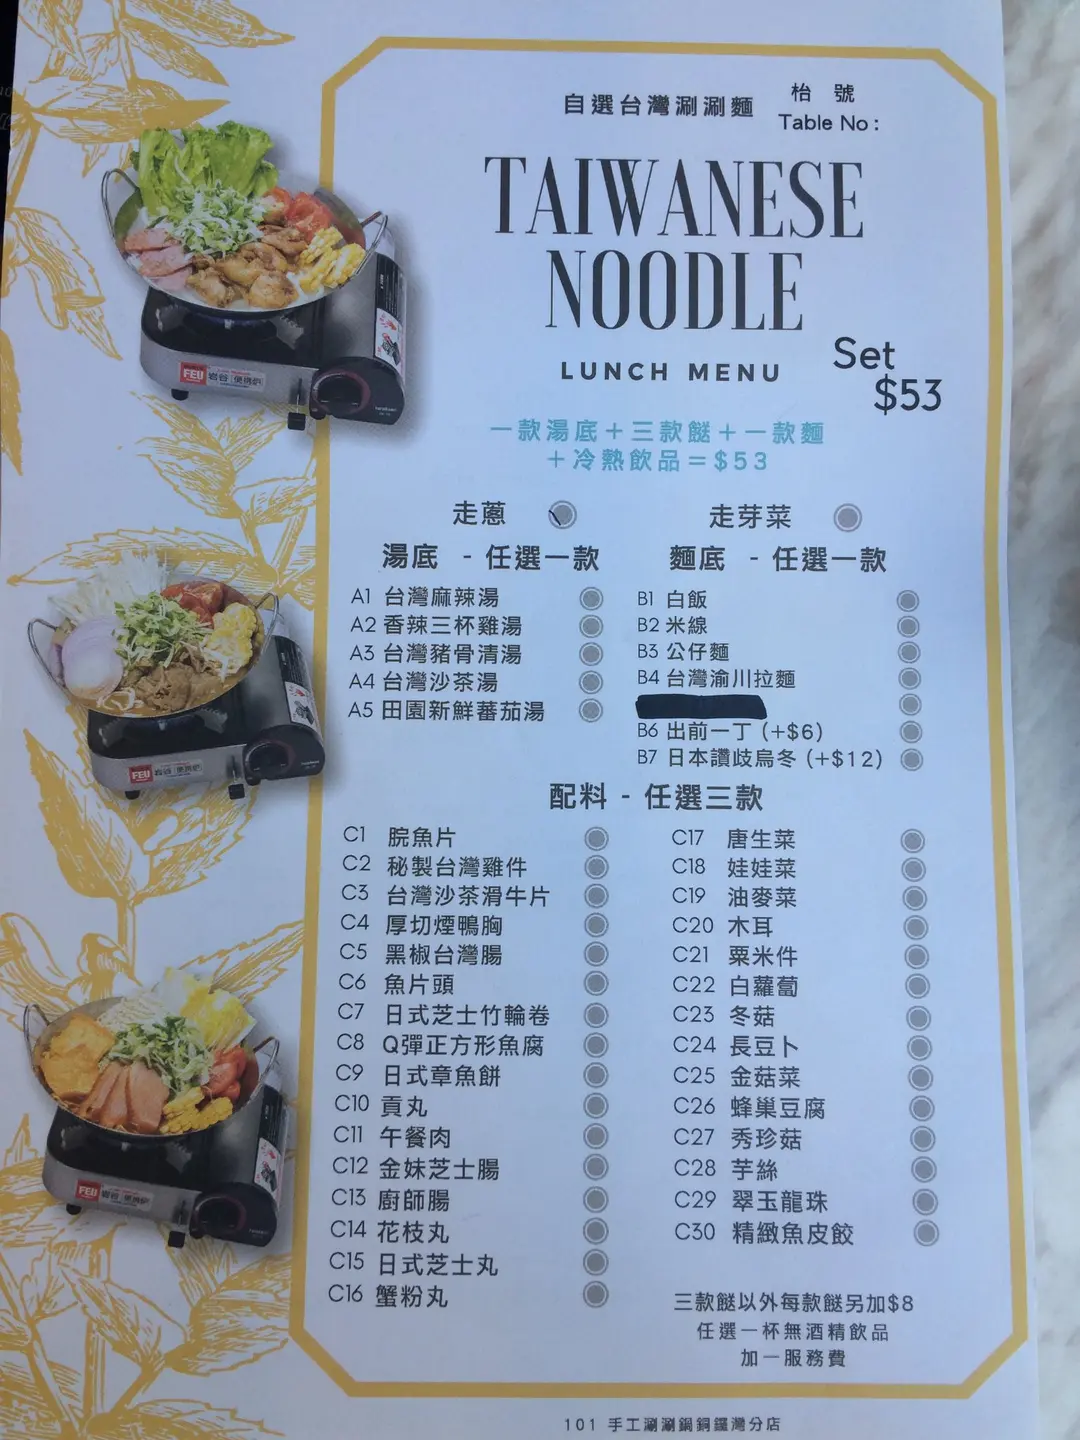 自選台灣涮涮麵
枱 號
Table No :
TAIWANESE
NOODLE
LUNCH MENU
Set
$53
一款湯底＋三款餸＋一款麵
＋冷熱飲品＝$53
走蔥
走芽菜
湯底 - 任選一款
A1 台灣麻辣湯
A2 香辣三杯雞湯
A3 台灣豬骨清湯
A4 台灣沙茶湯
A5 田園新鮮蕃茄湯
麵底 - 任選一款
B1 白飯
B2 米線
B3 公仔麵
B4 台灣渝川拉麵
B6 出前一丁 (+$6)
B7 日本讚歧烏冬 (+$12)
配料 - 任選三款
C1 脘魚片
C2 秘製台灣雞件
C3 台灣沙茶滑牛片
C4 厚切煙鴨胸
C5 黑椒台灣腸
C6 魚片頭
C7 日式芝士竹輪卷
C8 Q彈正方形魚腐
C9 日式章魚餅
C10 貢丸
C11 午餐肉
C12 金妹芝士腸
C13 廚師腸
C14 花枝丸
C15 日式芝士丸
C16 蟹粉丸
C17 唐生菜
C18 娃娃菜
C19 油麥菜
C20 木耳
C21 粟米件
C22 白蘿蔔
C23 冬菇
C24 長豆卜
C25 金菇菜
C26 蜂巢豆腐
C27 秀珍菇
C28 芋絲
C29 翠玉龍珠
C30 精緻魚皮餃
三款餸以外每款餸另加$8
任選一杯無酒精飲品
加一服務費
101 手工涮涮鍋銅鑼灣分店
FEU
岩谷
FEU
FEU